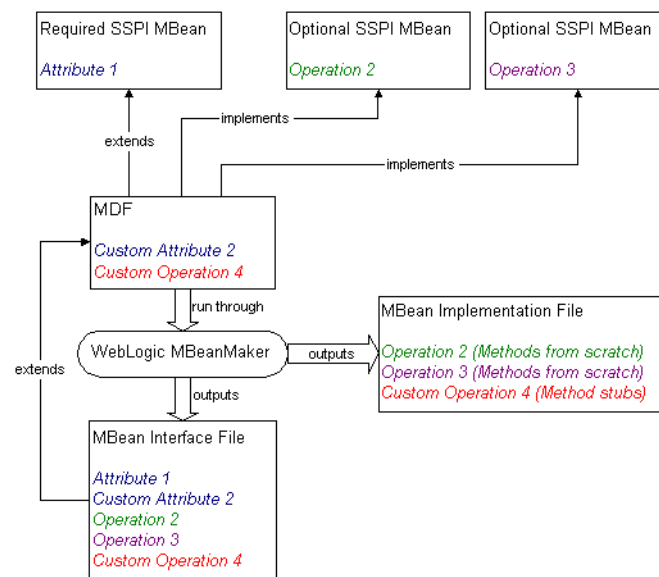 Required SSPI MBean
Attribute 1
Optional SSPI MBean
Operation 2
Optional SSPI MBean
Operation 3
implements
extends
implements
MDF
Custom Attribute 2
Custom Operation 4
run through
WebLogic MBeanMaker
outputs
MBean Implementation File
Operation 2 (Methods from scratch)
Operation 3 (Methods from scratch)
Custom Operation 4 (Method stubs)
extends
outputs
MBean Interface File
Attribute 1
Custom Attribute 2
Operation 2
Operation 3
Custom Operation 4